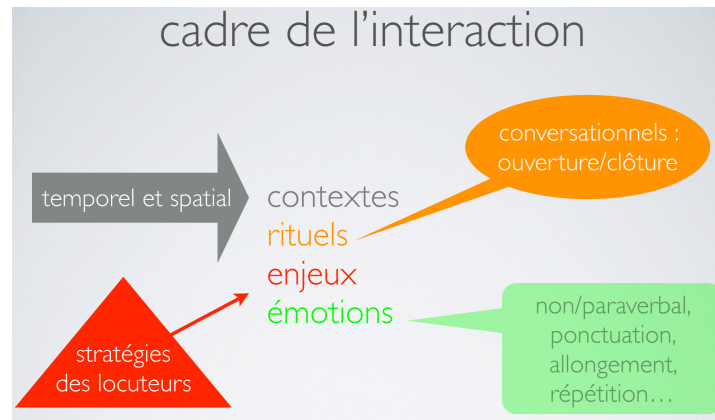 cadre de l'interaction
conversationnels :
ouverture/clôture
temporel et spatial
contextes
rituels
enjeux
émotions
stratégies
des locuteurs
non/paraverbal,
ponctuation,
allongement,
répétition…